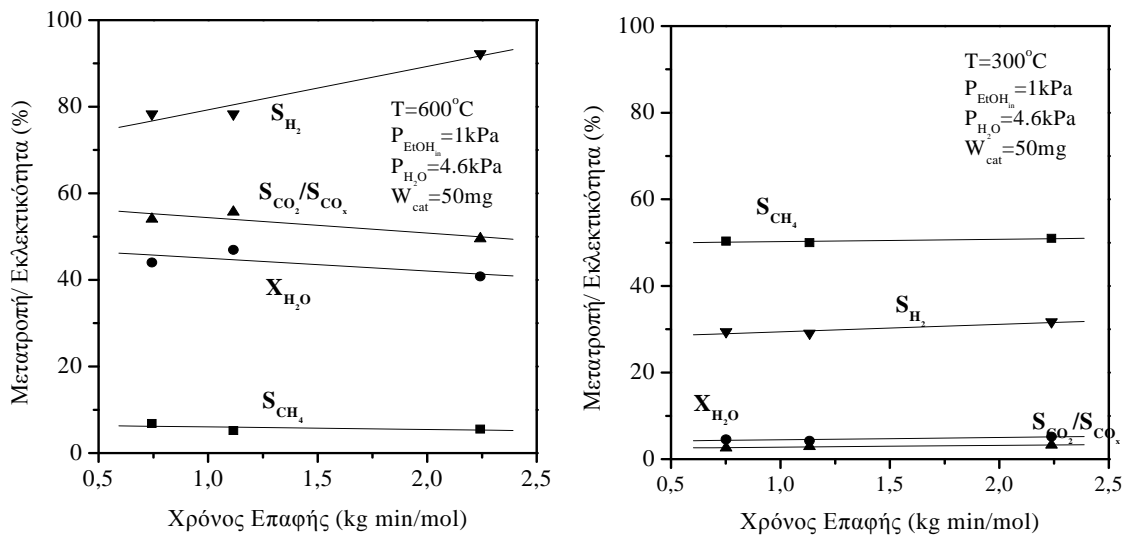 100
80
60
40
20
0
Μετατροπή/ Εκλεκτικότητα (%)
S_H₂
T=600°C
P_EtOH_in=1kPa
P_H₂O=4.6kPa
W_cat=50mg
S_CO₂/S_COₓ
X_H₂O
S_CH₄
0,5 1,0 1,5 2,0 2,5
Χρόνος Επαφής (kg min/mol)
100
80
60
40
20
0
Μετατροπή/ Εκλεκτικότητα (%)
T=300°C
P_EtOH_in=1kPa
P_H₂O=4.6kPa
W_cat=50mg
S_CH₄
S_H₂
X_H₂O
S_CO₂/S_COₓ
0,5 1,0 1,5 2,0 2,5
Χρόνος Επαφής (kg min/mol)